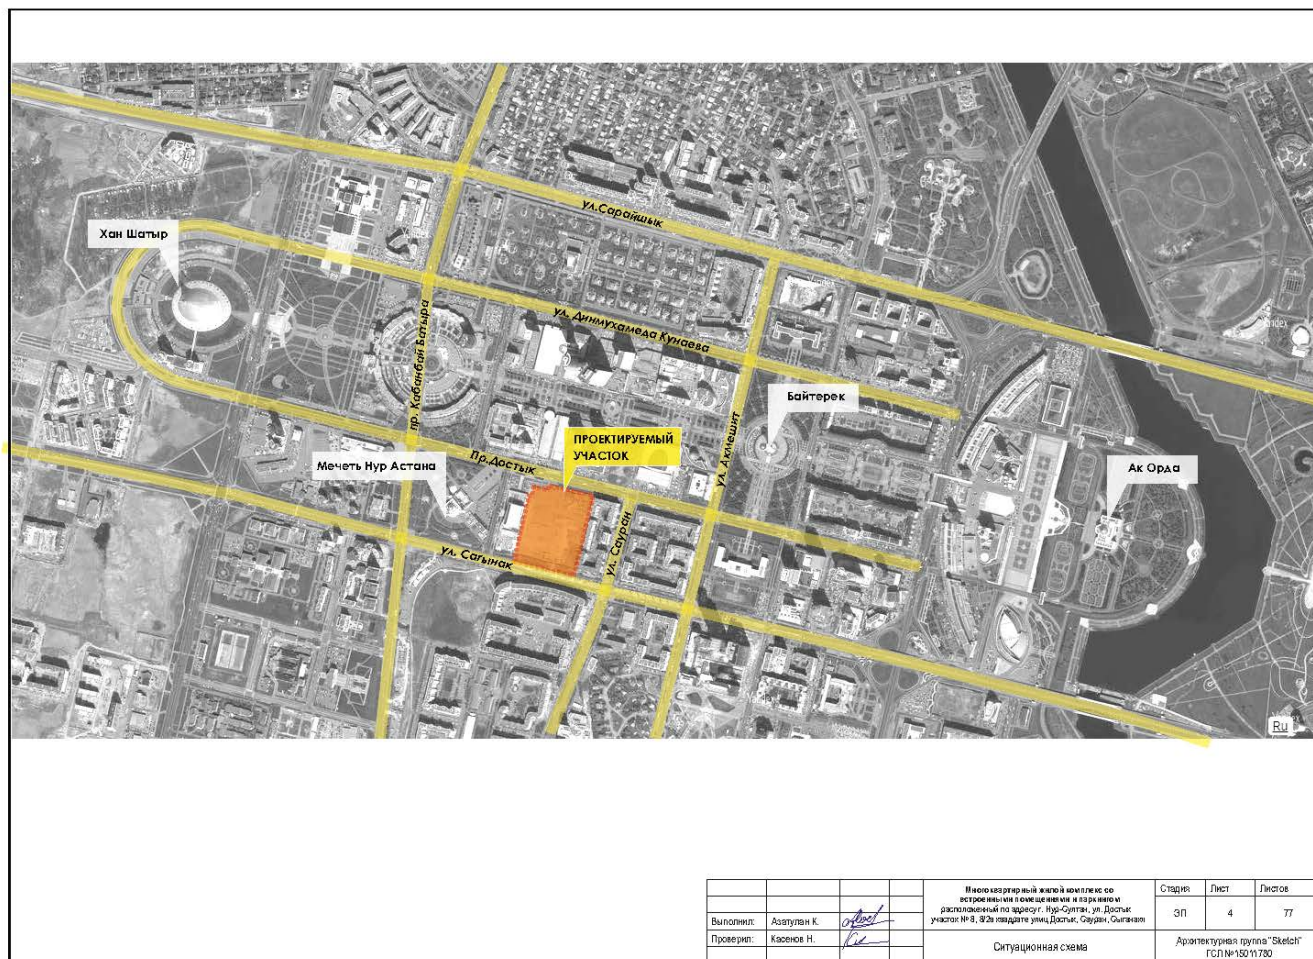 ул.Сарайшык
Хан Шатыр
ул. Динмухамеда Кунаева
пр. Кабанбай Батыра
Байтерек
ул. Акмешит
ПРОЕКТИРУЕМЫЙ
УЧАСТОК
Пр.Достык
Мечеть Нур Астана
Ак Орда
ул. Сауран
ул. Сагынак
Yandex
Ru
Многоквартирный жилой комплекс со
встроенными помещениями и паркингом
расположенный по адресу г. Нур-Султан, ул. Достык
участок № 8, 8/2в квадрате улиц Достык, Сауран, Сыганак
Стадия Лист Листов
ЭП 4 77
Выполнил: Азатулан К.
Проверил: Касенов Н.
Ситуационная схема
Архитектурная группа "Sketch"
ГСЛ №15011780